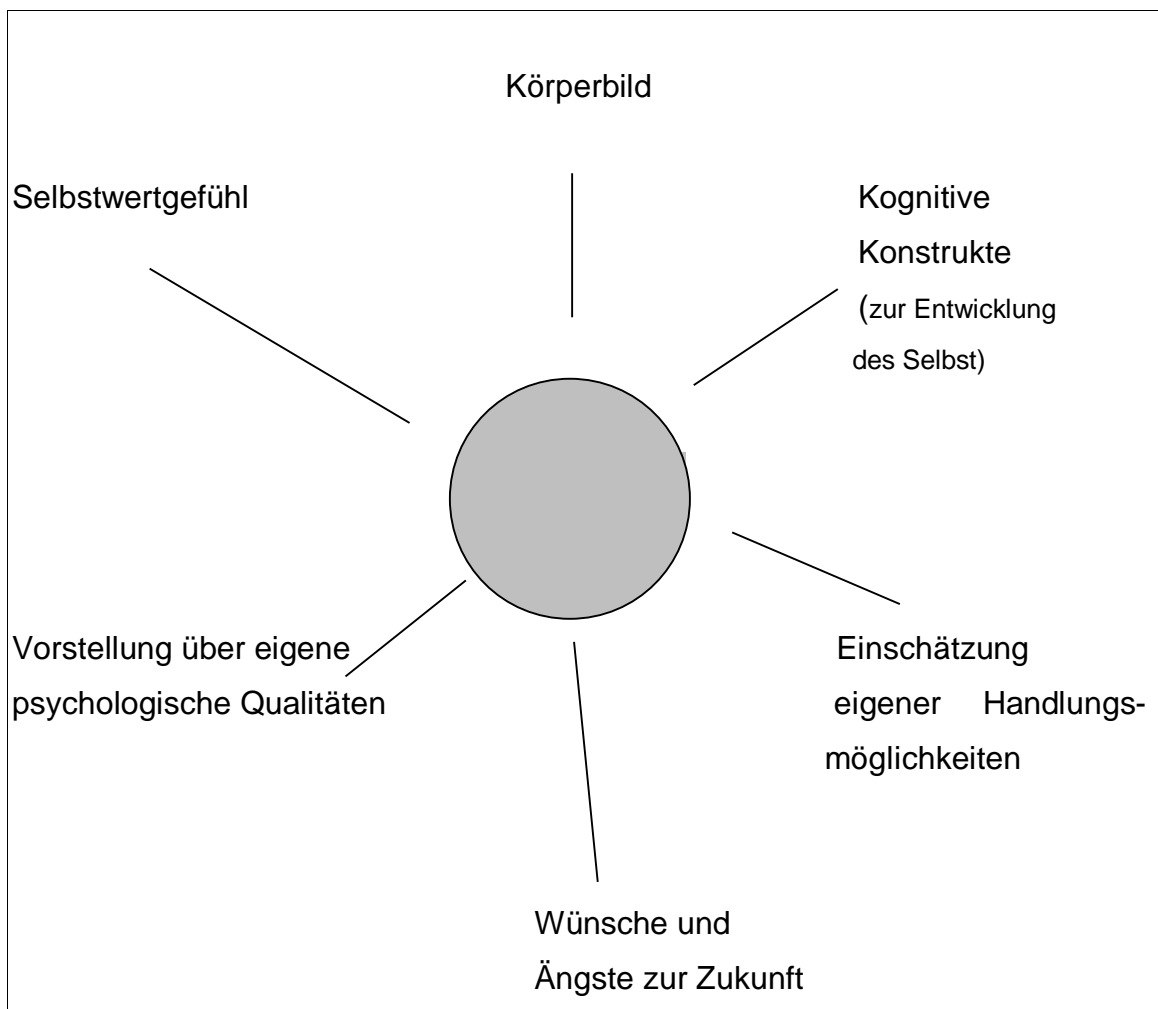 Körperbild
Selbstwertgefühl
Kognitive
Konstrukte
(zur Entwicklung
des Selbst)
Vorstellung über eigene
psychologische Qualitäten
Einschätzung
eigener Handlungs-
möglichkeiten
Wünsche und
Ängste zur Zukunft